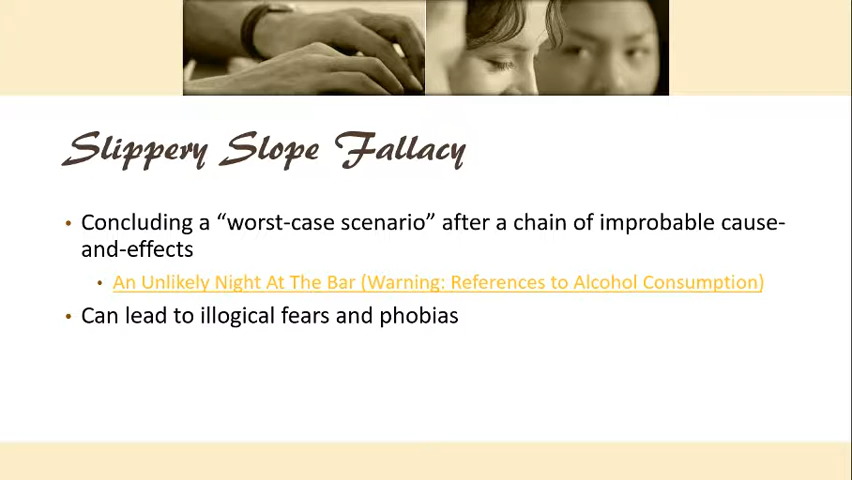 Slippery Slope Fallacy
• Concluding a “worst-case scenario” after a chain of improbable cause-
and-effects
• An Unlikely Night At The Bar (Warning: References to Alcohol Consumption)
• Can lead to illogical fears and phobias